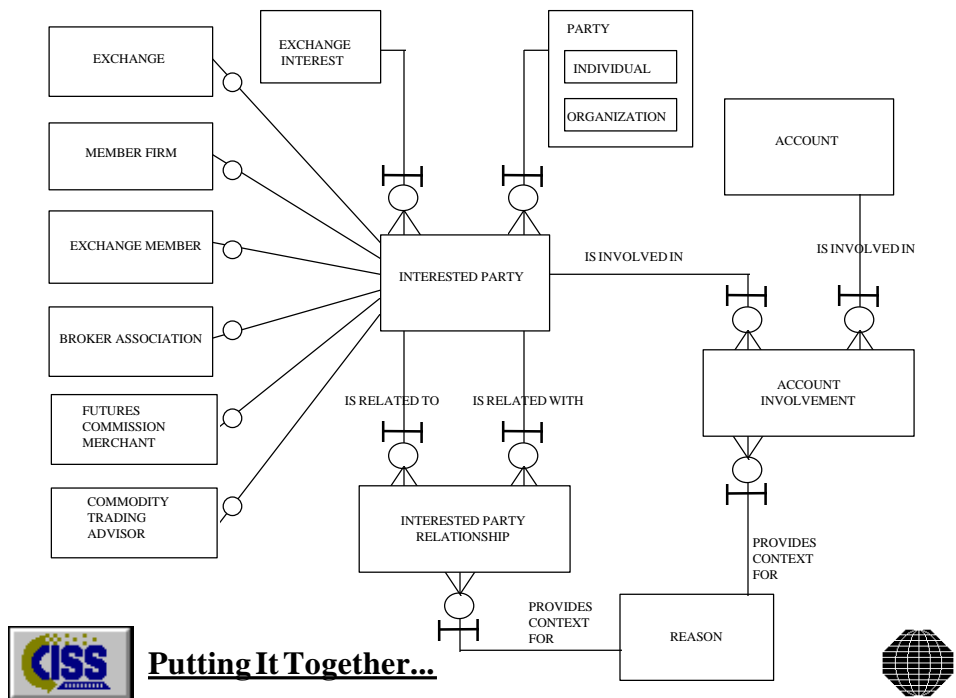 EXCHANGE
EXCHANGE
INTEREST
PARTY
INDIVIDUAL
ORGANIZATION
ACCOUNT
MEMBER FIRM
EXCHANGE MEMBER
INTERESTED PARTY
IS INVOLVED IN
IS INVOLVED IN
BROKER ASSOCIATION
FUTURES
COMMISSION
MERCHANT
IS RELATED TO
IS RELATED WITH
ACCOUNT
INVOLVEMENT
COMMODITY
TRADING
ADVISOR
INTERESTED PARTY
RELATIONSHIP
PROVIDES
CONTEXT
FOR
PROVIDES
CONTEXT
FOR
REASON
CISS
Putting It Together...